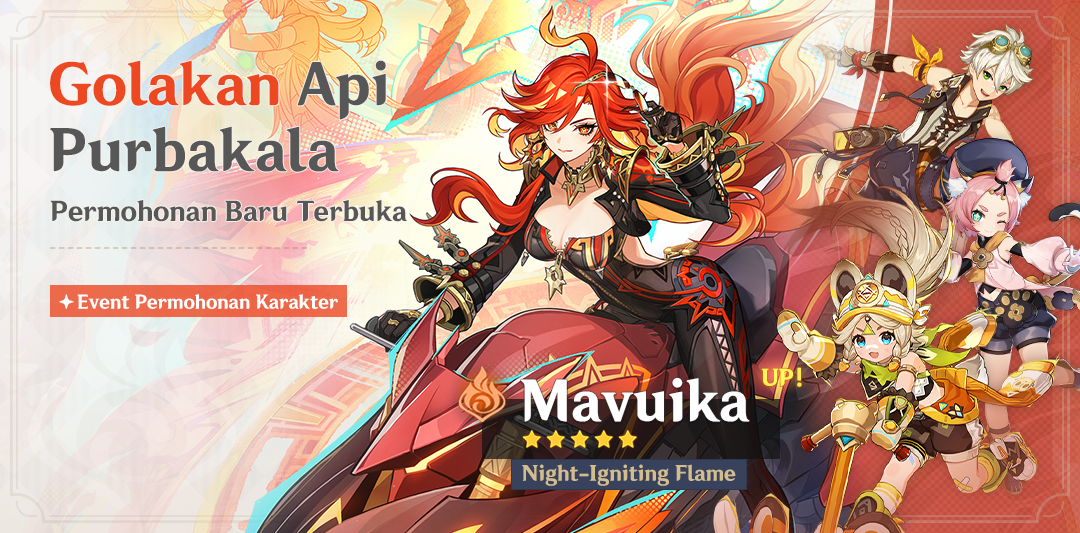 Golakan Api
Purbakala
Permohonan Baru Terbuka
Event Permohonan Karakter
UP!
Mavuika
Night-Igniting Flame